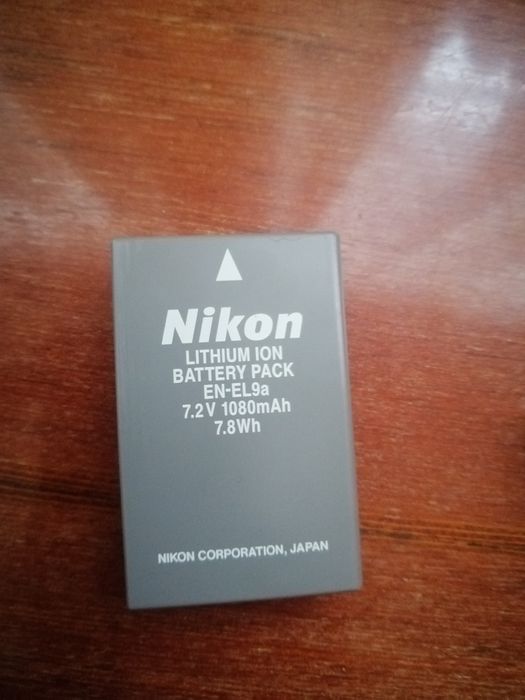 Nikon
LITHIUM ION
BATTERY PACK
EN-EL9a
7.2V 1080mAh
7.8Wh
NIKON CORPORATION, JAPAN